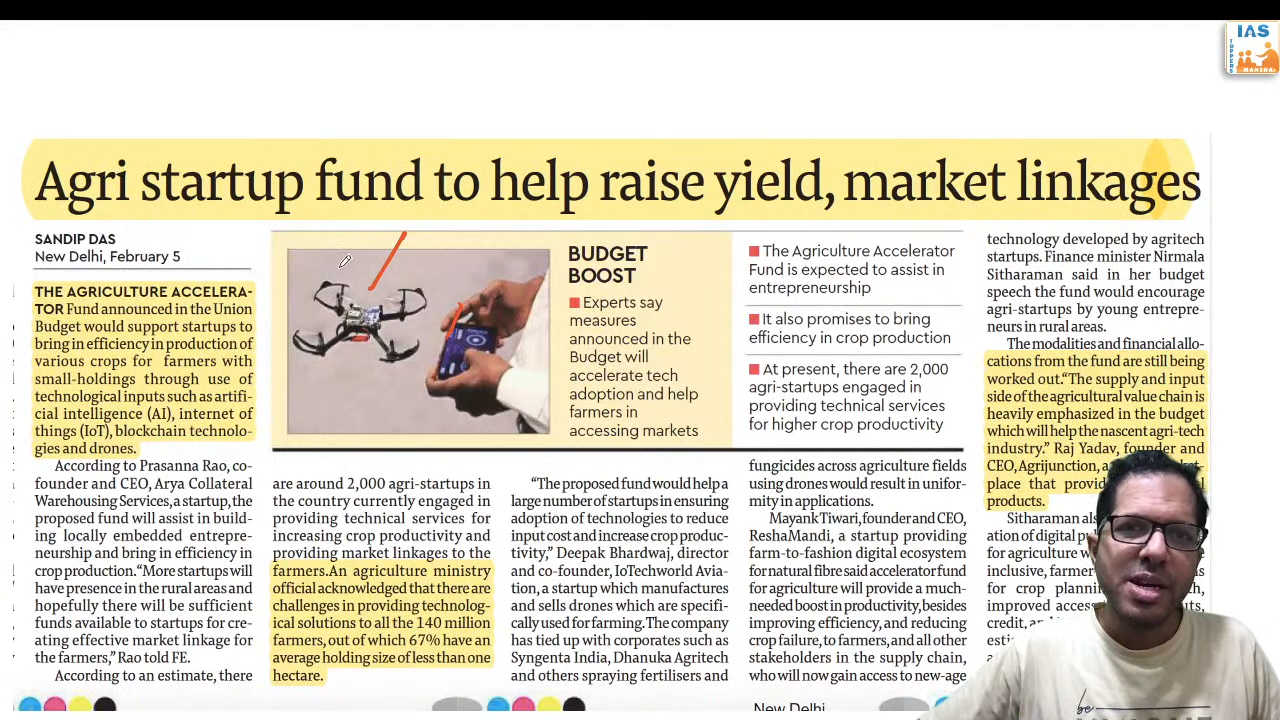 IAS
TOPPERS
MANTRA
Agri startup fund to help raise yield, market linkages
SANDIP DAS
New Delhi, February 5
THE AGRICULTURE ACCELERA-
TOR Fund announced in the Union
Budget would support startups to
bring in efficiency in production of
various crops for farmers with
small-holdings through use of
technological inputs such as artifi-
cial intelligence (AI), internet of
things (IoT), blockchain technolo-
gies and drones.
According to Prasanna Rao, co-
founder and CEO, Arya Collateral
Warehousing Services, a startup, the
proposed fund will assist in build-
ing locally embedded entrepre-
neurship and bring in efficiency in
crop production. “More startups will
have presence in the rural areas and
hopefully there will be sufficient
funds available to startups for cre-
ating effective market linkage for
the farmers,” Rao told FE.
According to an estimate, there
BUDGET
BOOST
Experts say
measures
announced in the
Budget will
accelerate tech
adoption and help
farmers in
accessing markets
The Agriculture Accelerator
Fund is expected to assist in
entrepreneurship
It also promises to bring
efficiency in crop production
At present, there are 2,000
agri-startups engaged in
providing technical services
for higher crop productivity
are around 2,000 agri-startups in
the country currently engaged in
providing technical services for
increasing crop productivity and
providing market linkages to the
farmers.An agriculture ministry
official acknowledged that there are
challenges in providing technolog-
ical solutions to all the 140 million
farmers, out of which 67% have an
average holding size of less than one
hectare.
“The proposed fund would help a
large number of startups in ensuring
adoption of technologies to reduce
input cost and increase crop produc-
tivity,” Deepak Bhardwaj, director
and co-founder, IoTechworld Avia-
tion, a startup which manufactures
and sells drones which are specifi-
cally used for farming.The company
has tied up with corporates such as
Syngenta India, Dhanuka Agritech
and others spraying fertilisers and
fungicides across agriculture fields
using drones would result in unifor-
mity in applications.
Mayank Tiwari, founder and CEO,
ReshaMandi, a startup providing
farm-to-fashion digital ecosystem
for natural fibre said accelerator fund
for agriculture will provide a much-
needed boost in productivity, besides
improving efficiency, and reducing
crop failure, to farmers, and all other
stakeholders in the supply chain,
who will now gain access to new-age
New Delhi
technology developed by agritech
startups. Finance minister Nirmala
Sitharaman said in her budget
speech the fund would encourage
agri-startups by young entrepre-
neurs in rural areas.
The modalities and financial allo-
cations from the fund are still being
worked out.“The supply and input
side of the agricultural value chain is
heavily emphasized in the budget
which will help the nascent agri-tech
industry.” Raj Yadav, founder and
CEO, Agrijunction, a
place that
products.
Sitharaman
ation of digital
for agriculture
inclusive, farmer
for crop
improved
credit,